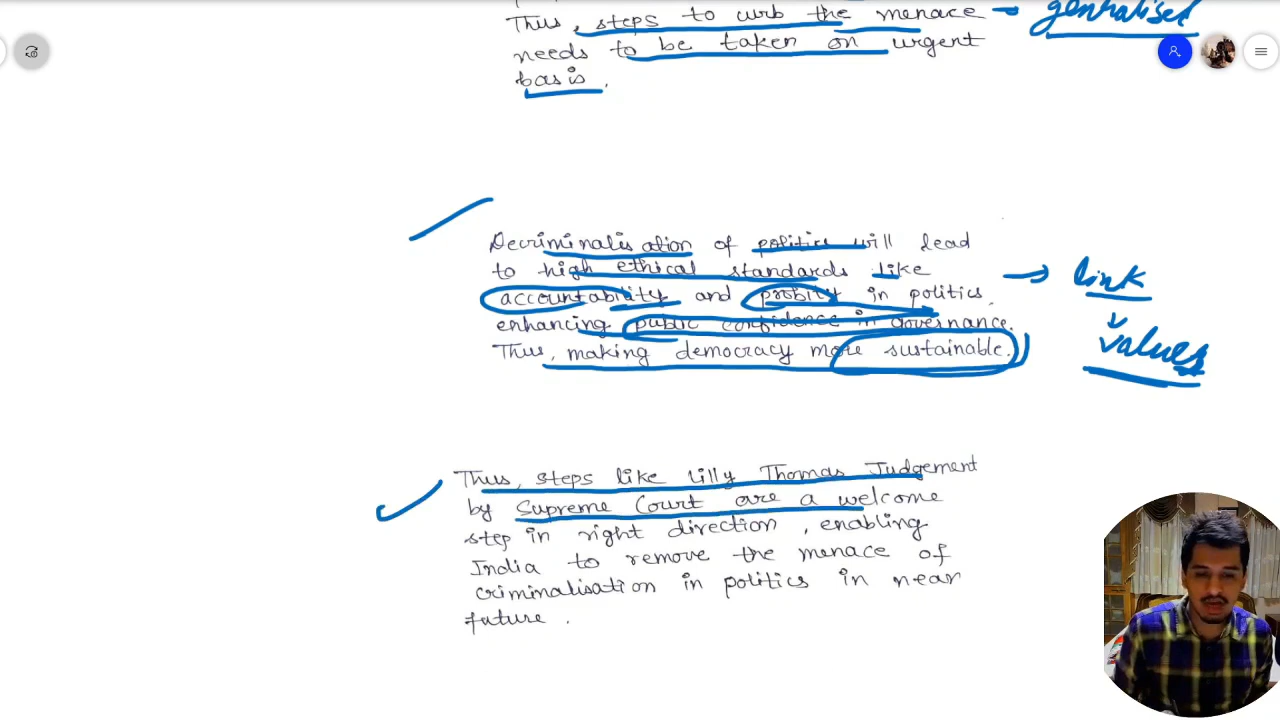 Thus, steps to curb the menace → genralised
needs to be taken on urgent
basis.
Decriminalisation of politics will lead
to high ethical standards like
accountability and probity in politics,
enhancing public confidence in governance.
Thus, making democracy more sustainable.
→ link
values
Thus, steps like Lilly Thomas Judgement
by Supreme Court are a welcome
step in right direction, enabling
India to remove the menace of
criminalisation in politics in near
future.